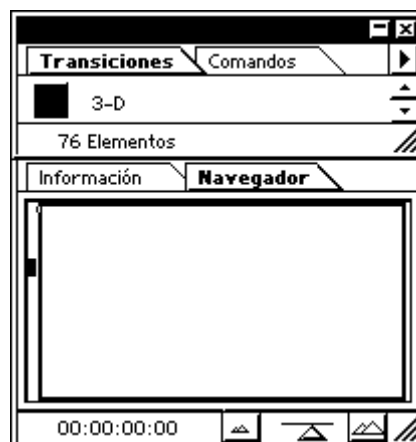 Transiciones Comandos
3-D
76 Elementos
Información Navegador
00:00:00:00